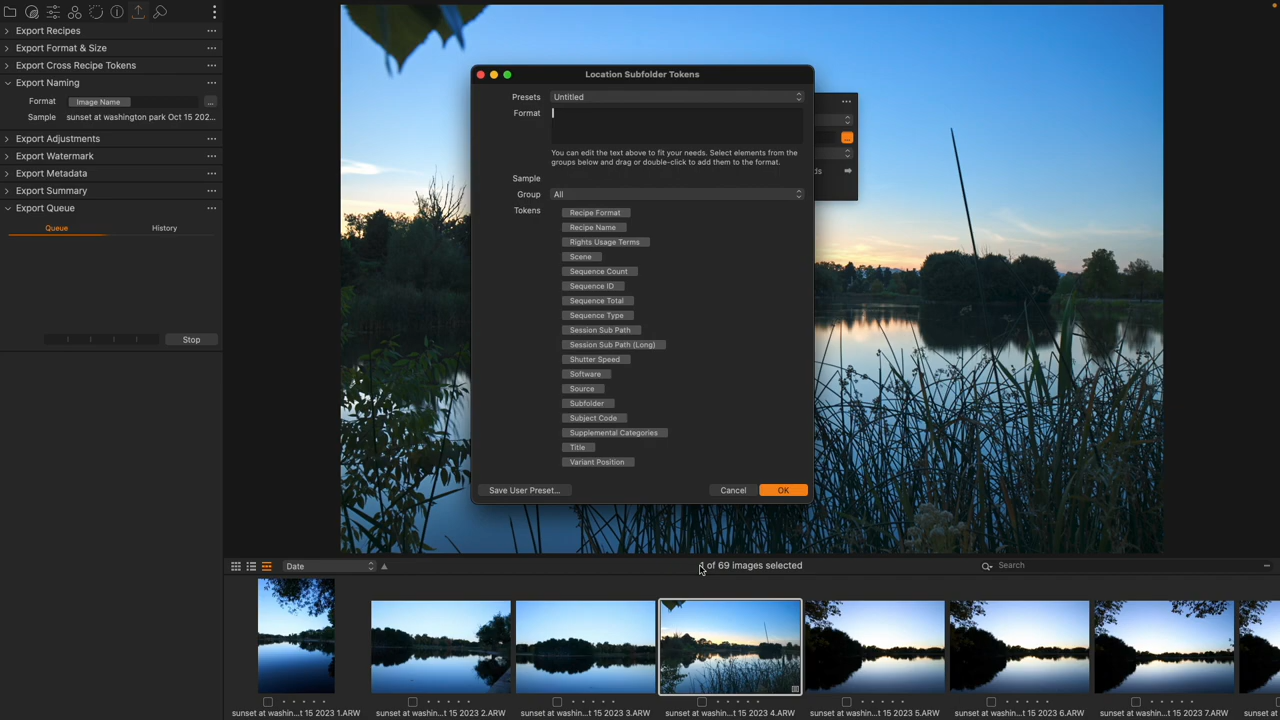 Export Recipes
Export Format & Size
Export Cross Recipe Tokens
Export Naming
Format Image Name ...
Sample sunset at washington park Oct 15 202...
Export Adjustments
Export Watermark
Export Metadata
Export Summary
Export Queue
Queue History
Stop
Location Subfolder Tokens
Presets Untitled
Format
You can edit the text above to fit your needs. Select elements from the
groups below and drag or double-click to add them to the format.
Sample
Group All
Tokens
Recipe Format
Recipe Name
Rights Usage Terms
Scene
Sequence Count
Sequence ID
Sequence Total
Sequence Type
Session Sub Path
Session Sub Path (Long)
Shutter Speed
Software
Source
Subfolder
Subject Code
Supplemental Categories
Title
Variant Position
Save User Preset... Cancel OK
Date
of 69 images selected
Search
sunset at washin...t 15 2023 1.ARW
sunset at washin...t 15 2023 2.ARW
sunset at washin...t 15 2023 3.ARW
sunset at washin...t 15 2023 4.ARW
sunset at washin...t 15 2023 5.ARW
sunset at washin...t 15 2023 6.ARW
sunset at washin...t 15 2023 7.ARW
sunset at wa